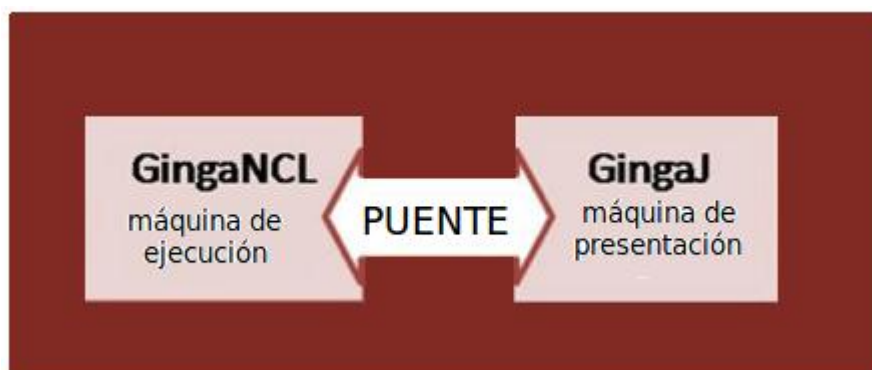 GingaNCL
máquina de
ejecución
PUENTE
GingaJ
máquina de
presentación